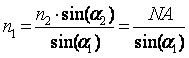 n₁ = n₂ · sin(α₂) / sin(α₁) = NA / sin(α₁)